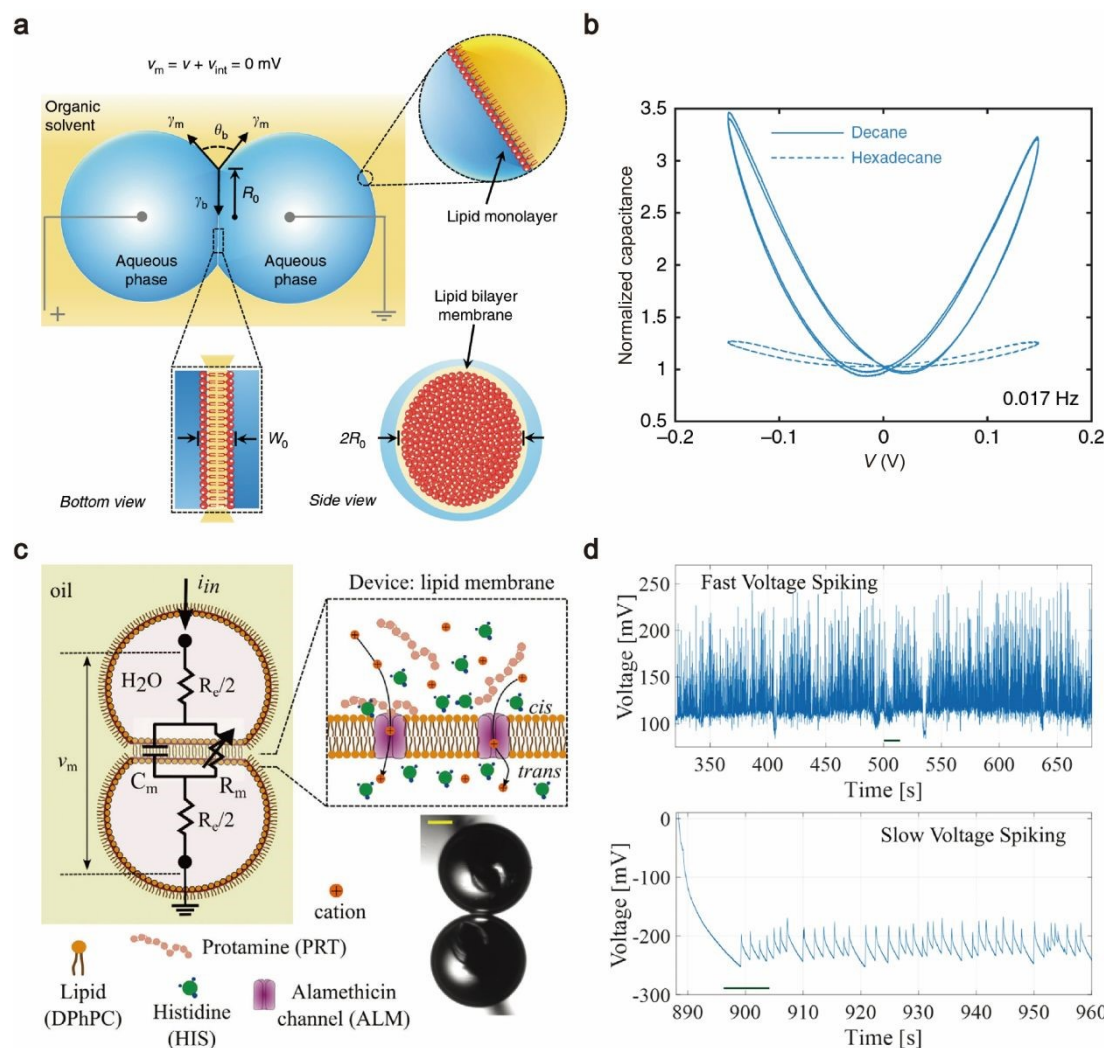 a
v_m = v + v_int = 0 mV
Organic
solvent
γ_m
θ_b
γ_m
γ_b
R_0
Aqueous
phase
Aqueous
phase
+
Lipid monolayer
Lipid bilayer
membrane
W_0
2R_0
Bottom view
Side view
b
Normalized capacitance
3.5
3
2.5
2
1.5
1
0.5
Decane
Hexadecane
0.017 Hz
−0.2
−0.1
0
0.1
0.2
V (V)
c
oil
i_in
H2O
R_e/2
v_m
C_m
R_m
R_e/2
Device: lipid membrane
cis
trans
+
cation
Protamine (PRT)
Lipid
(DPhPC)
Histidine
(HIS)
Alamethicin
channel (ALM)
d
Fast Voltage Spiking
Voltage [mV]
250
200
150
100
350
400
450
500
550
600
650
Time [s]
Slow Voltage Spiking
Voltage [mV]
0
-100
-200
-300
890
900
910
920
930
940
950
960
Time [s]